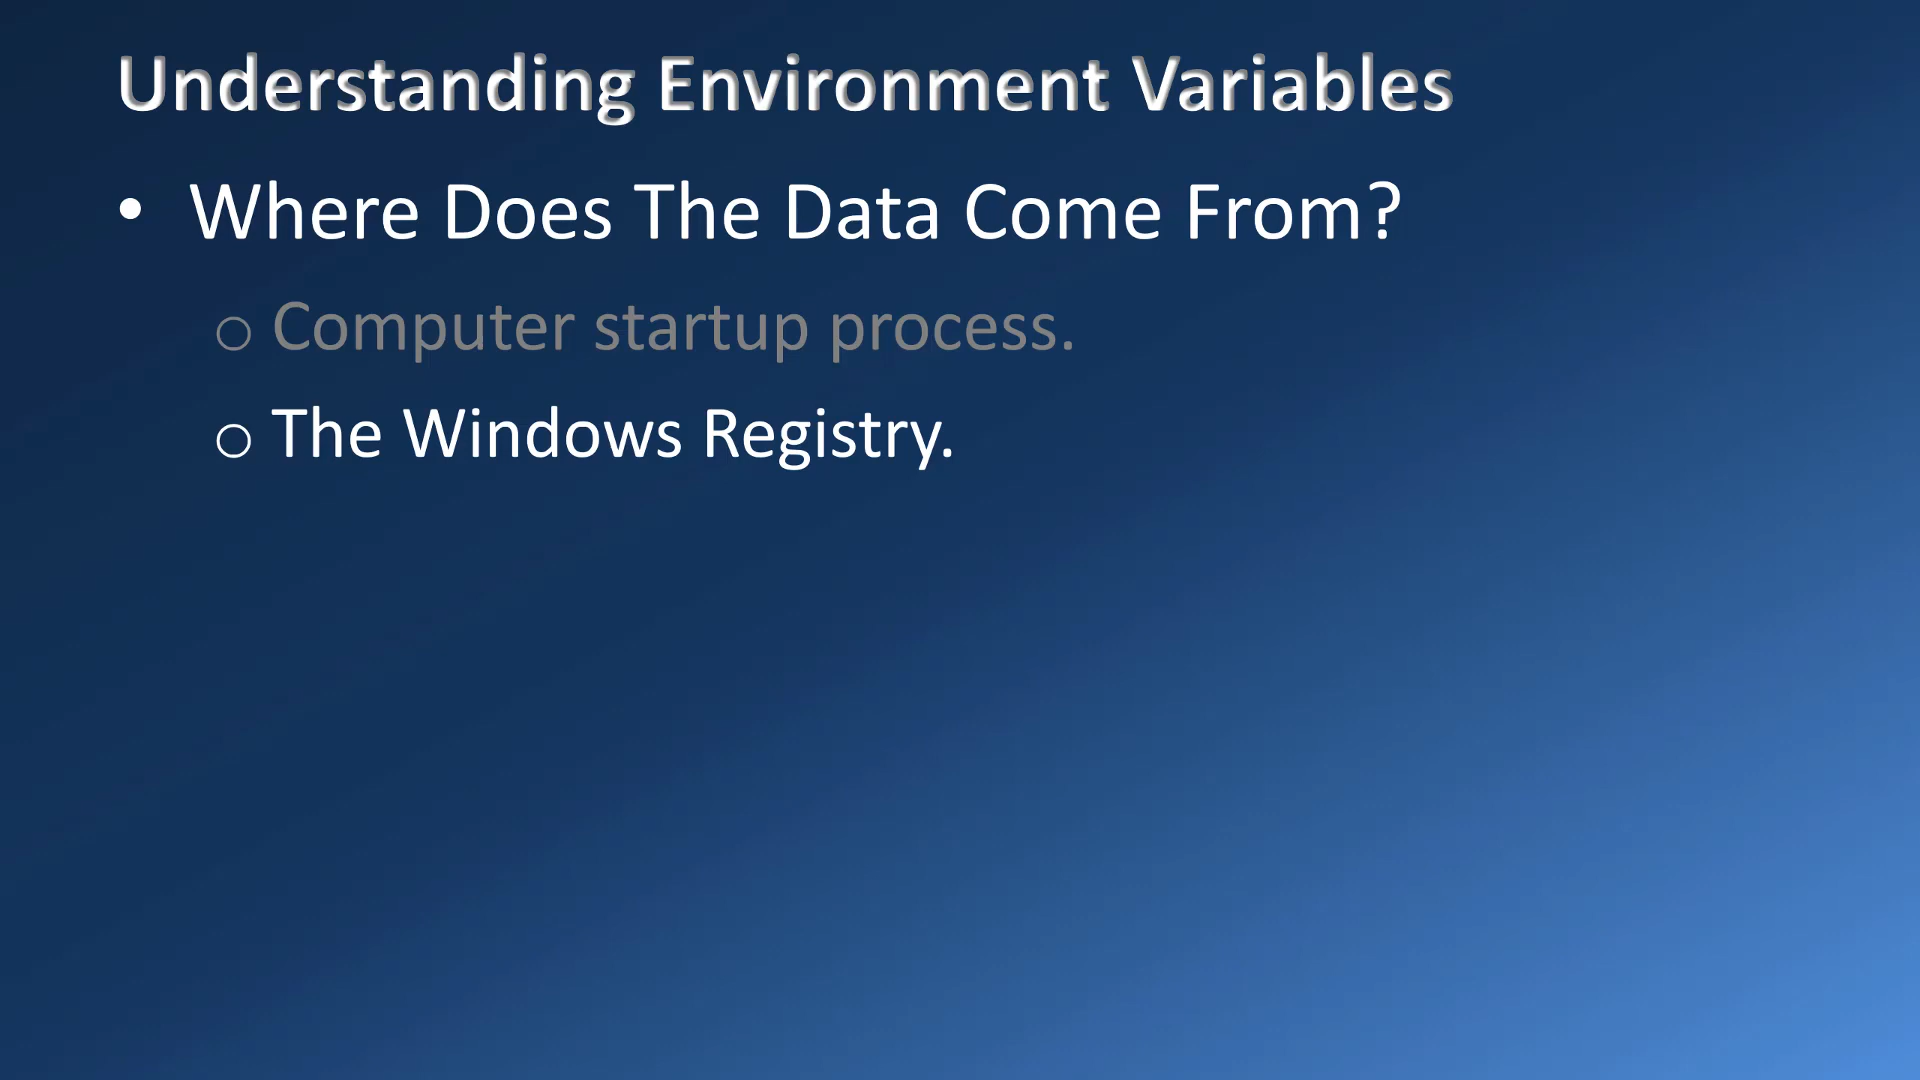 Understanding Environment Variables
• Where Does The Data Come From?
o Computer startup process.
o The Windows Registry.